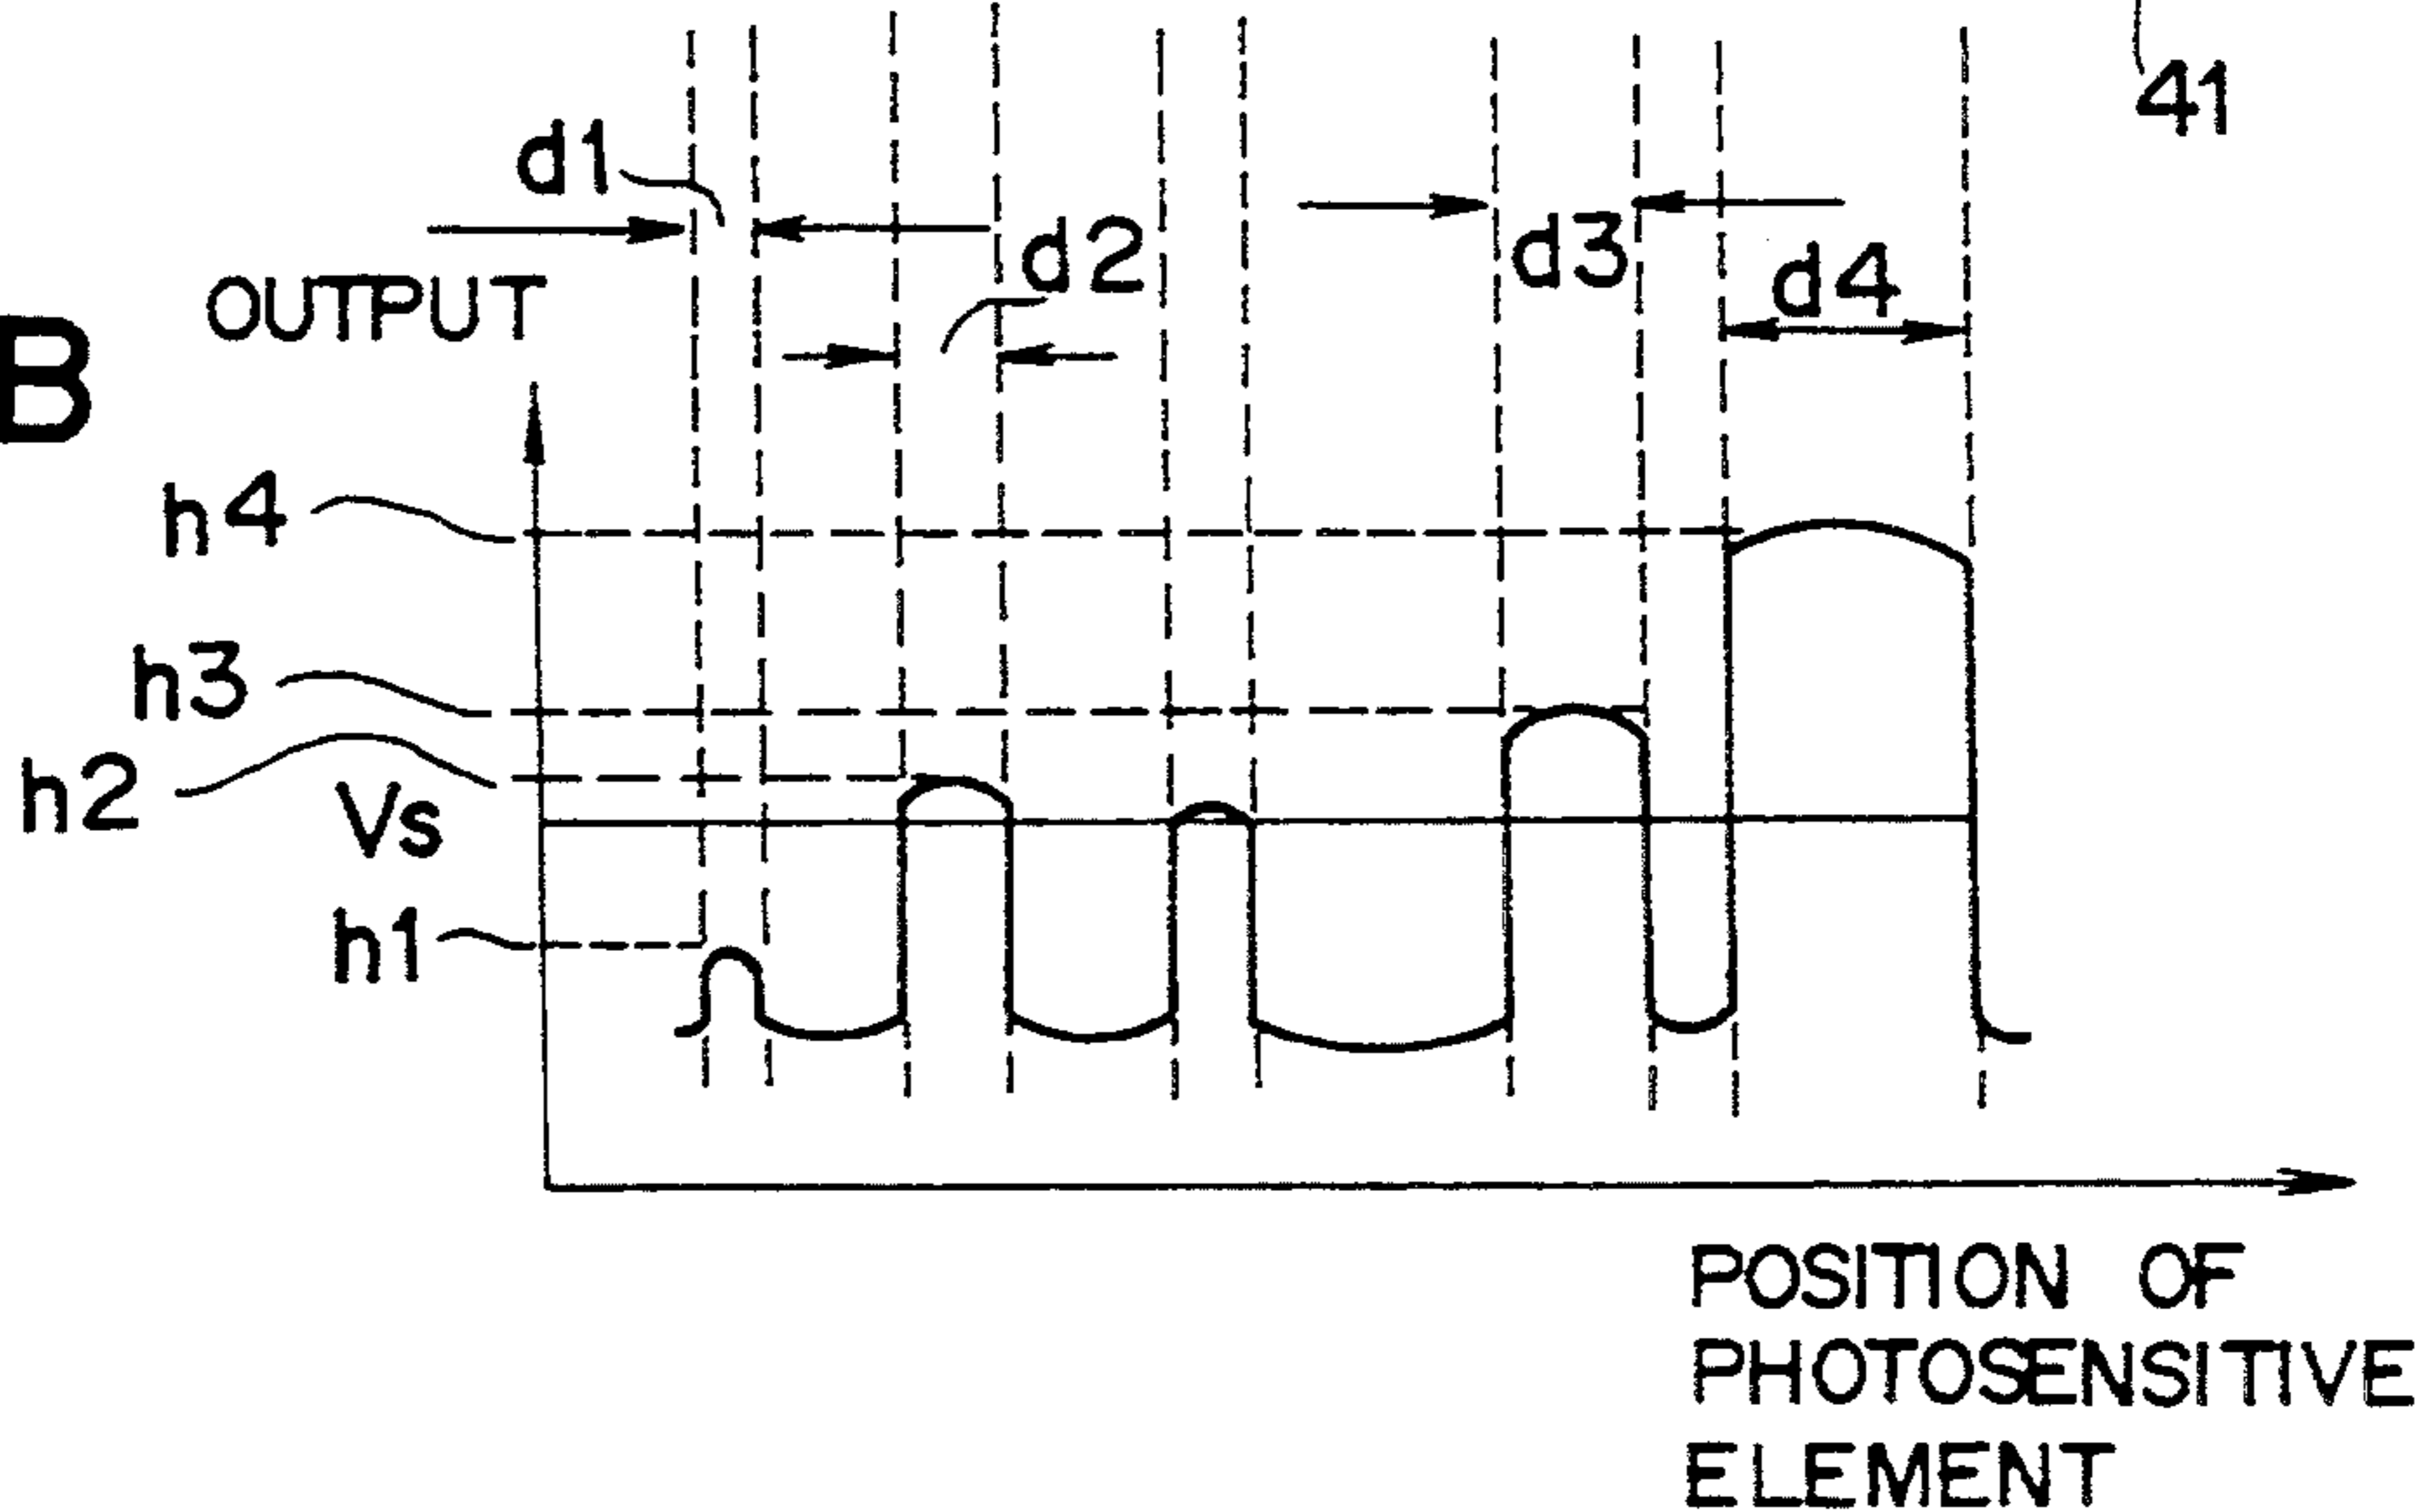 41
d1
d2
d3
d4
OUTPUT
B
h4
h3
h2
Vs
h1
POSITION OF
PHOTOSENSITIVE
ELEMENT